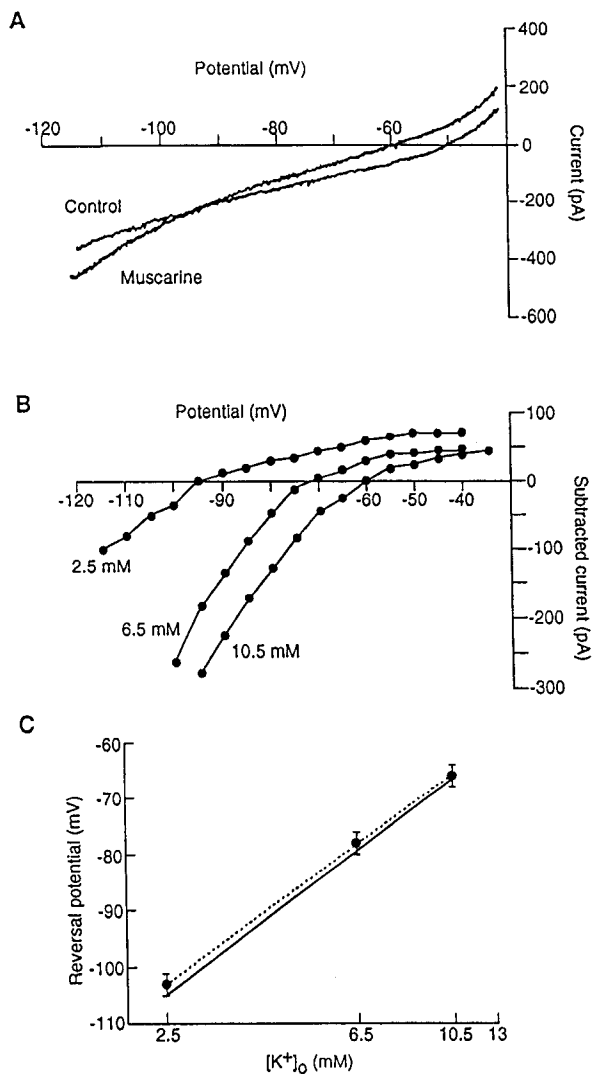 A
400
Potential (mV)
200
-120 -100 -80 -60
0
Control
-200
Muscarine
-400
-600
Current (pA)
B
Potential (mV)
100
0
-120 -110 -90 -60 -50 -40
-100
2.5 mM
6.5 mM
10.5 mM
-200
-300
Subtracted current (pA)
C
-60
-70
-80
-90
-100
-110
Reversal potential (mV)
2.5 6.5 10.5 13
[K+]o (mM)